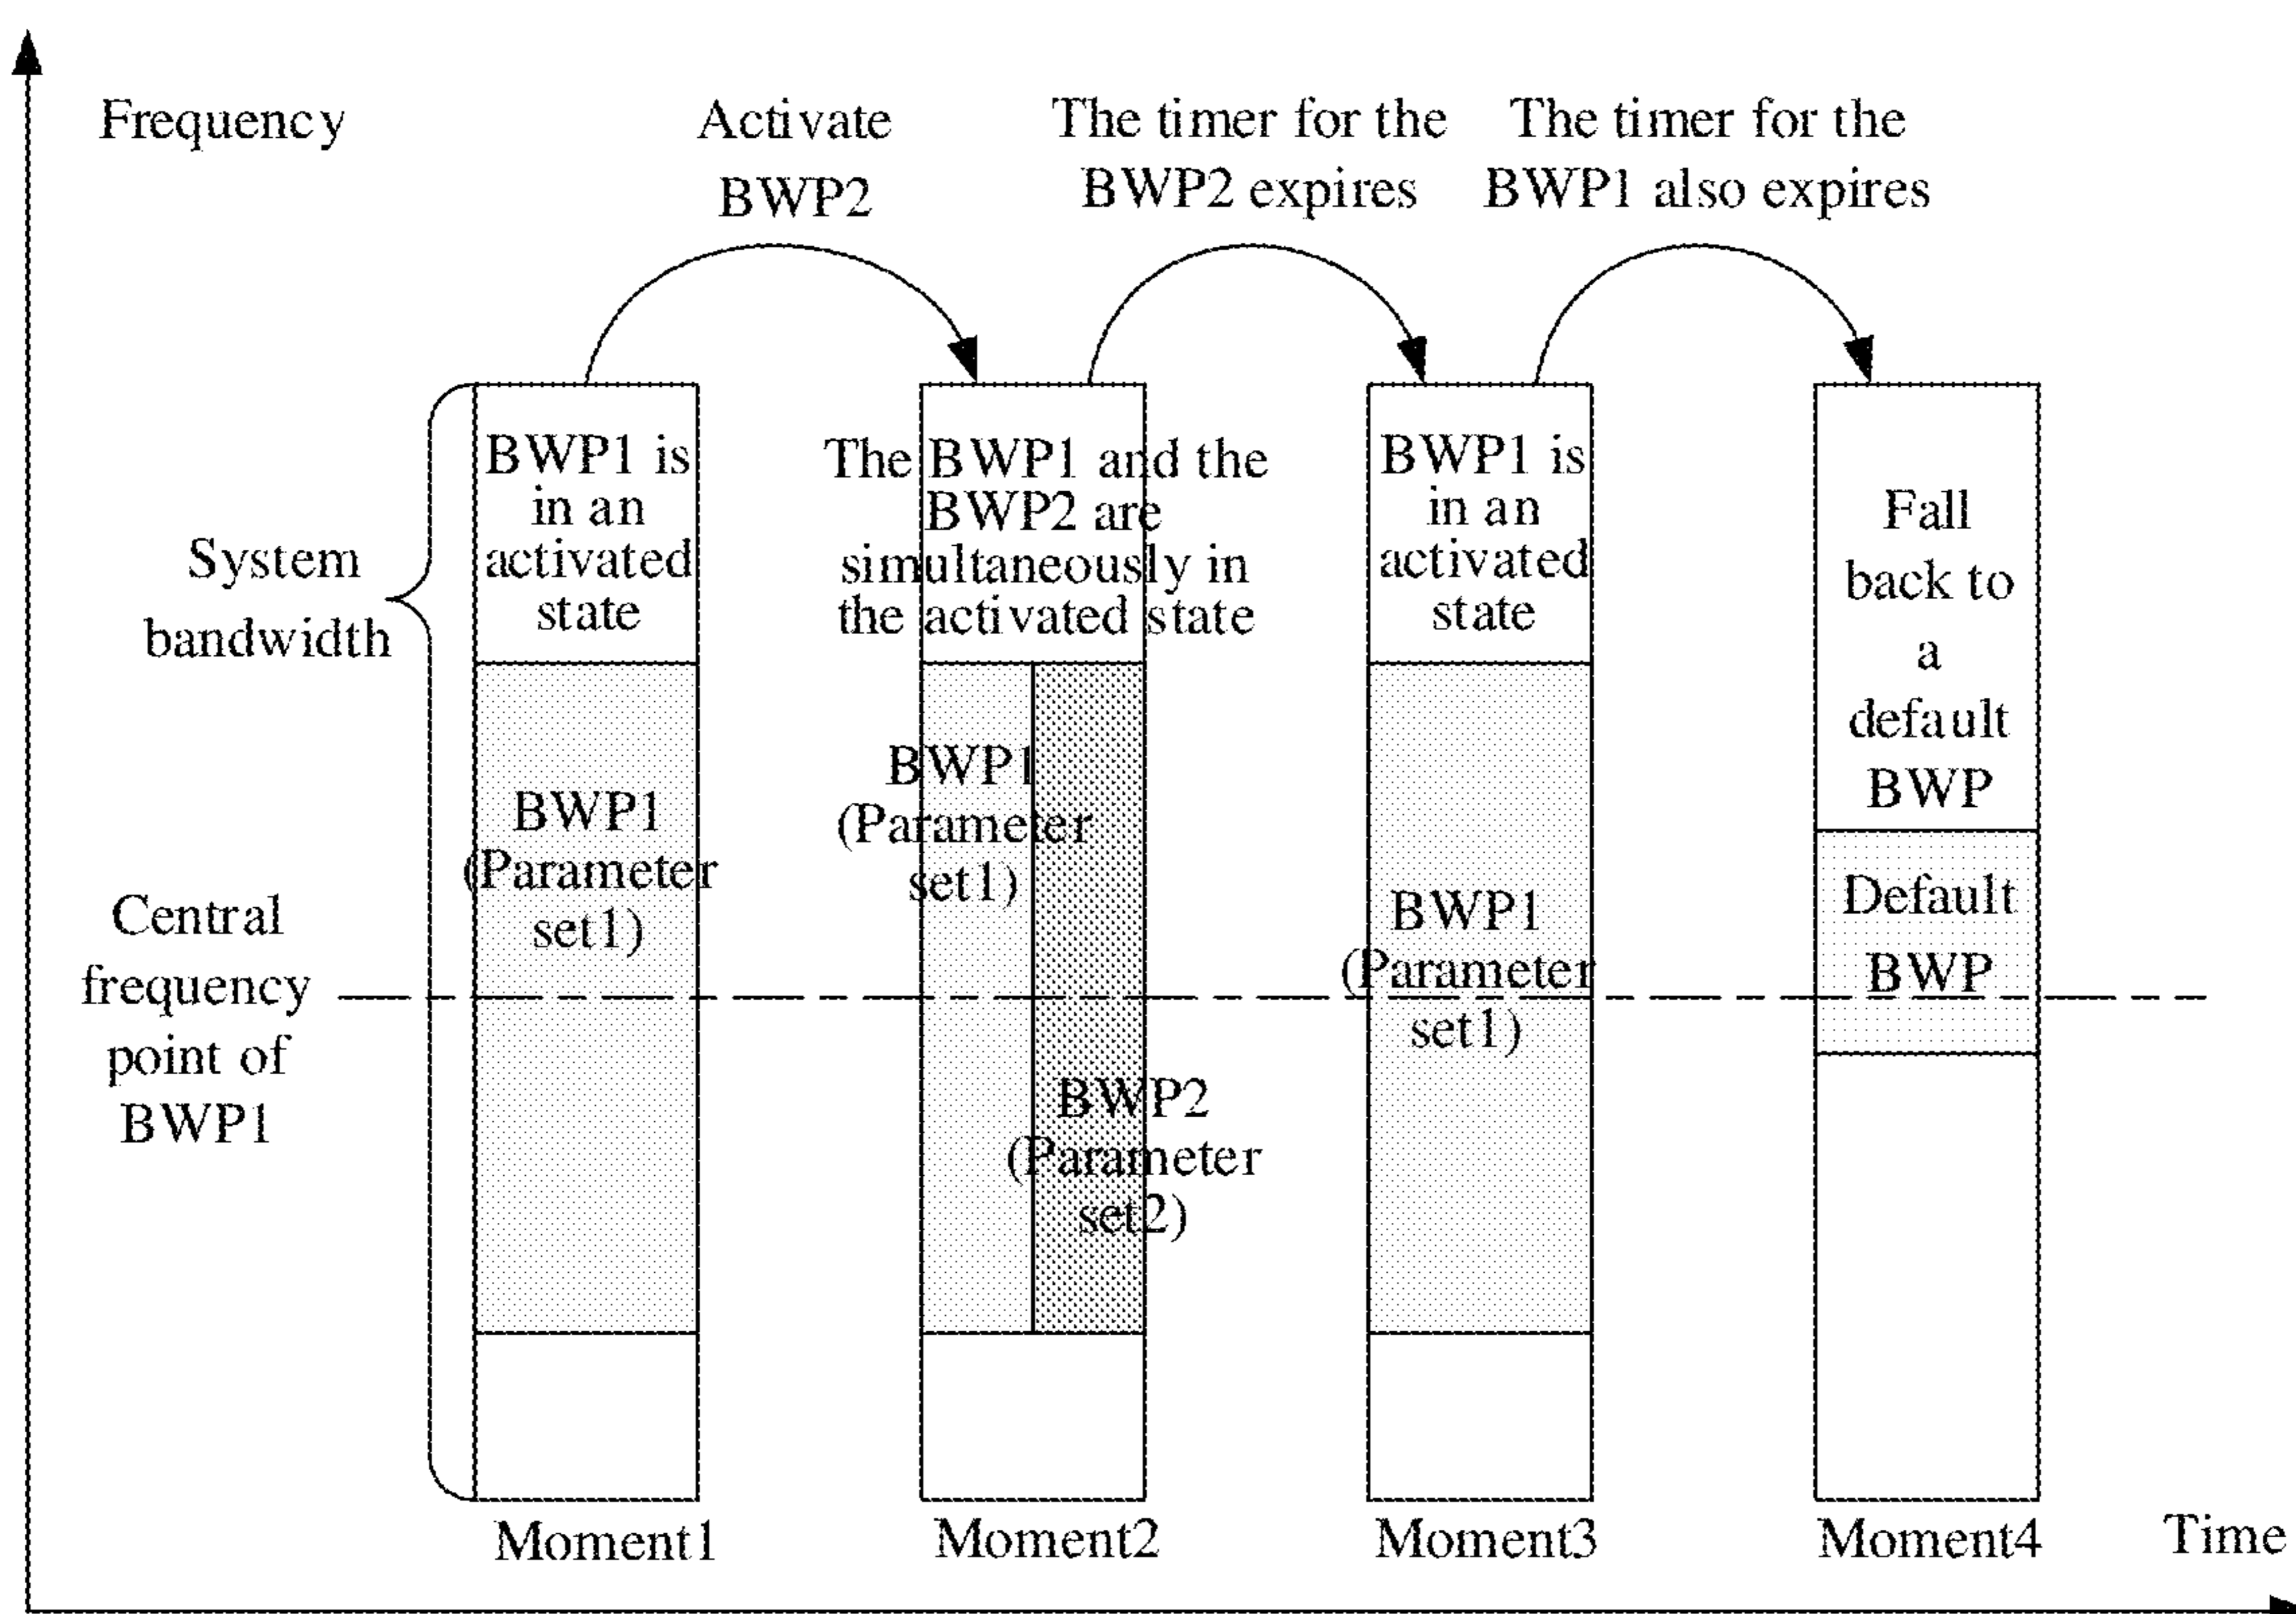 Frequency
Activate
BWP2
The timer for the
BWP2 expires
The timer for the
BWP1 also expires
System
bandwidth
BWP1 is
in an
activated
state
The BWP1 and the
BWP2 are
simultaneously in
the activated state
BWP1 is
in an
activated
state
Fall
back to
a
default
BWP
Central
frequency
point of
BWP1
BWP1
(Parameter
set1)
BWP1
(Parameter
set1)
BWP2
(Parameter
set2)
BWP1
(Parameter
set1)
Default
BWP
Moment1
Moment2
Moment3
Moment4
Time